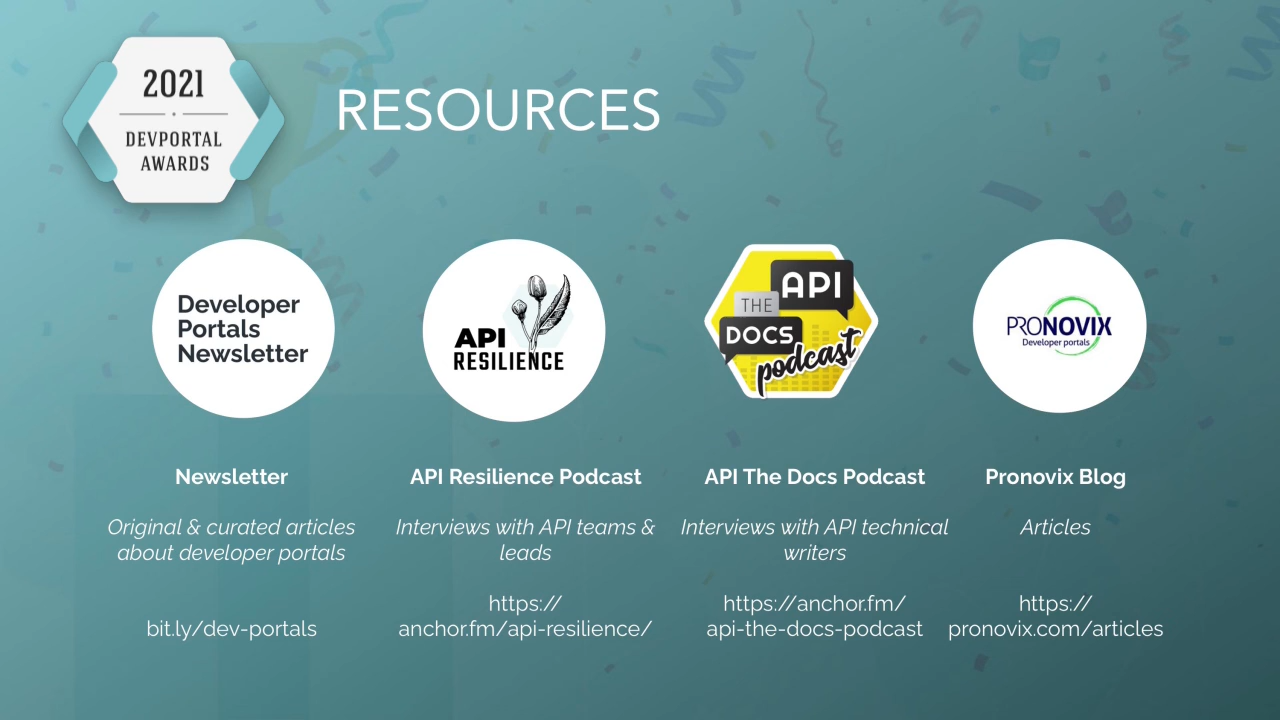 2021
DEVPORTAL
AWARDS
RESOURCES
Developer
Portals
Newsletter
API
RESILIENCE
API
THE
DOCS
podcast
PRONOVIX
Developer portals
Newsletter
Original & curated articles
about developer portals
bit.ly/dev-portals
API Resilience Podcast
Interviews with API teams &
leads
https://
anchor.fm/api-resilience/
API The Docs Podcast
Interviews with API technical
writers
https://anchor.fm/
api-the-docs-podcast
Pronovix Blog
Articles
https://
pronovix.com/articles